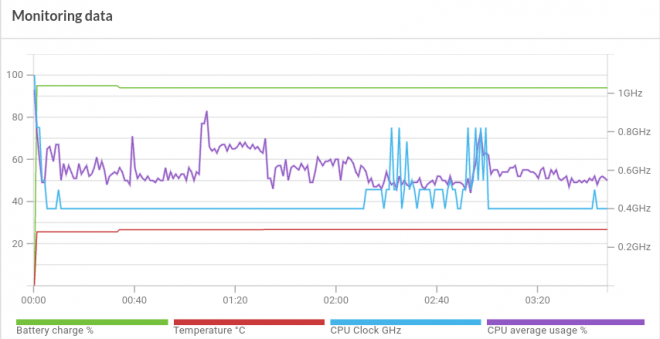 Monitoring data
100
80
60
40
20
1GHz
0.8GHz
0.6GHz
0.4GHz
0.2GHz
00:00 00:40 01:20 02:00 02:40 03:20
Battery charge % Temperature °C CPU Clock GHz CPU average usage %